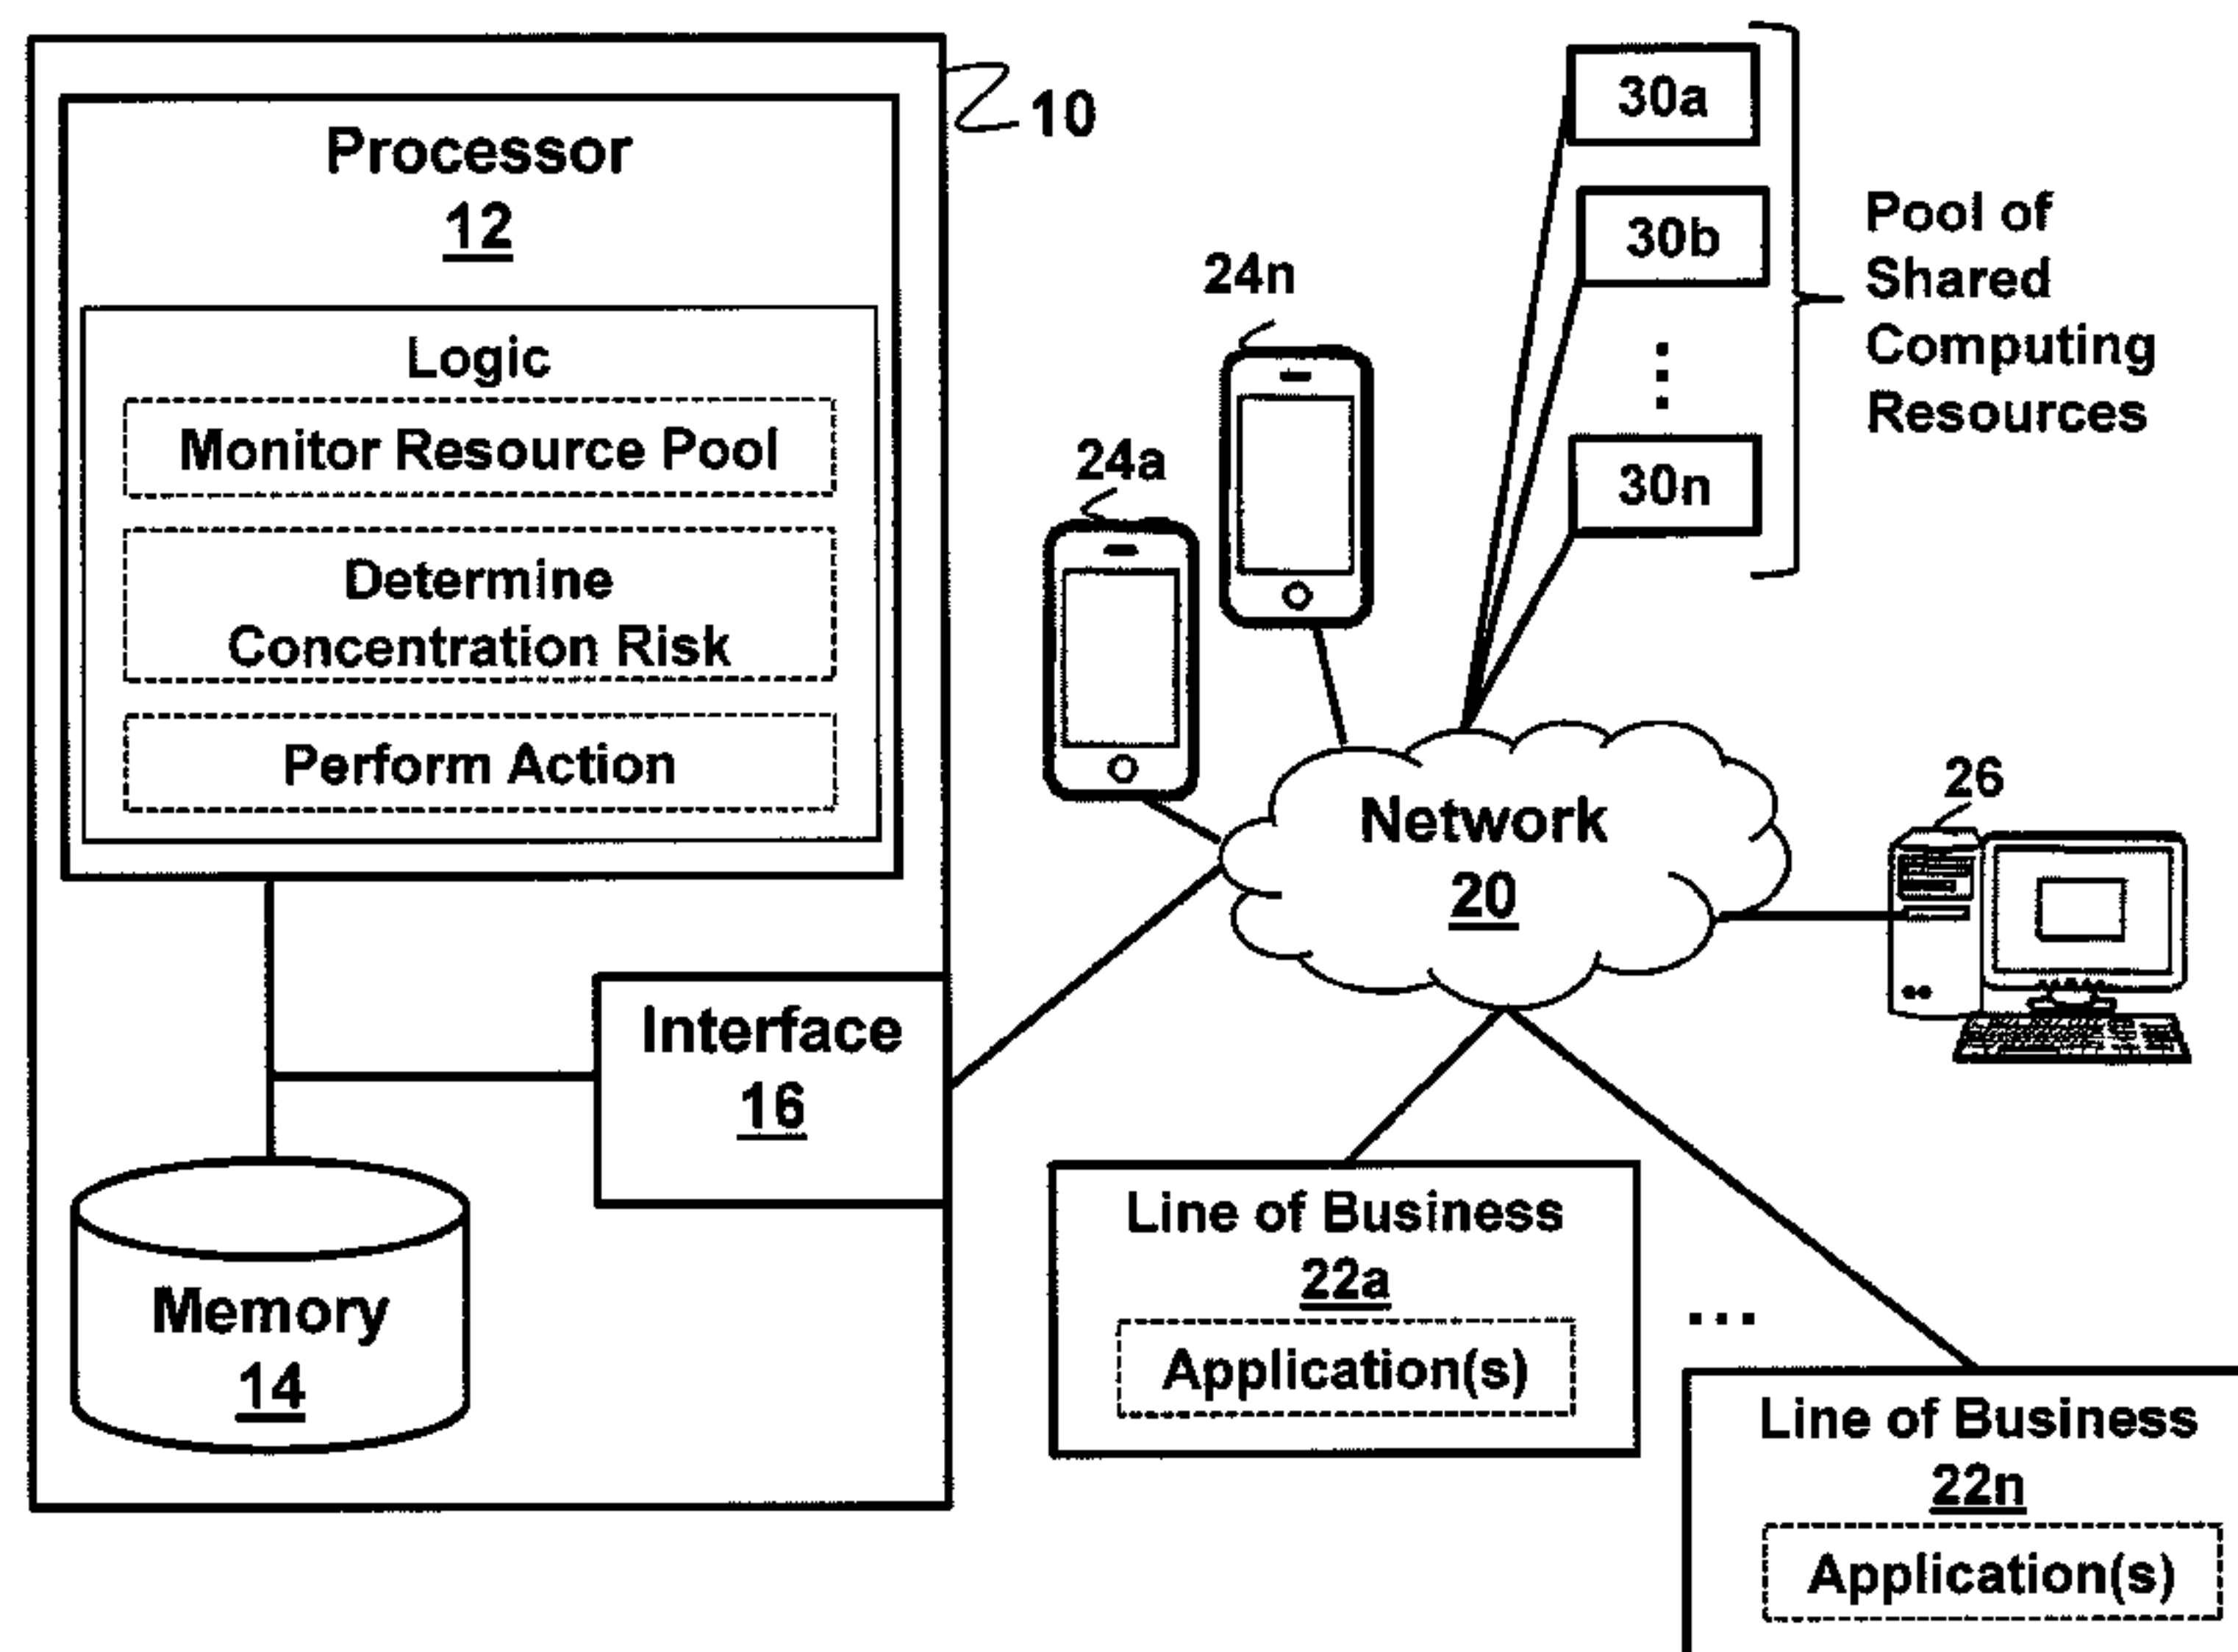 Processor
12
Logic
Monitor Resource Pool
Determine
Concentration Risk
Perform Action
Interface
16
Memory
14
10
24n
24a
30a
30b
30n
Pool of
Shared
Computing
Resources
Network
20
26
Line of Business
22a
Application(s)
...
Line of Business
22n
Application(s)